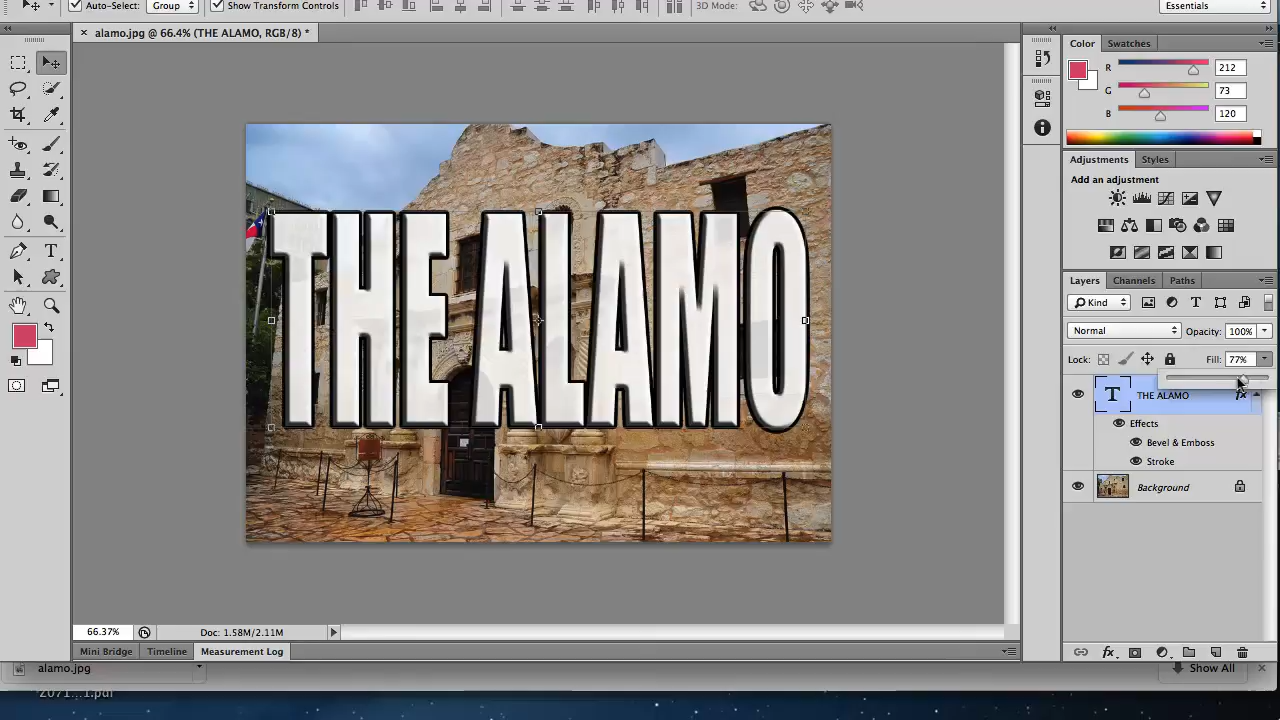 Auto-Select: Group Show Transform Controls 3D Mode: Essentials
× alamo.jpg @ 66.4% (THE ALAMO, RGB/8) *
Color Swatches
R 212
G 73
B 120
Adjustments Styles
Add an adjustment
THE ALAMO
Layers Channels Paths
Kind T
Normal Opacity: 100%
Lock: Fill: 77%
T THE ALAMO fx
Effects
Bevel & Emboss
Stroke
Background
66.37% Doc: 1.58M/2.11M
Mini Bridge Timeline Measurement Log
fx
alamo.jpg Show All